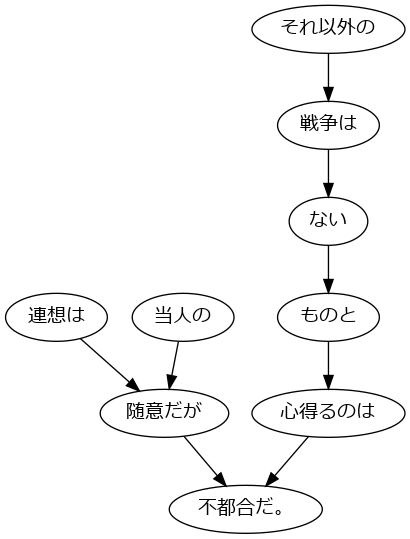 それ以外の
戦争は
ない
連想は
当人の
ものと
随意だが
心得るのは
不都合だ。